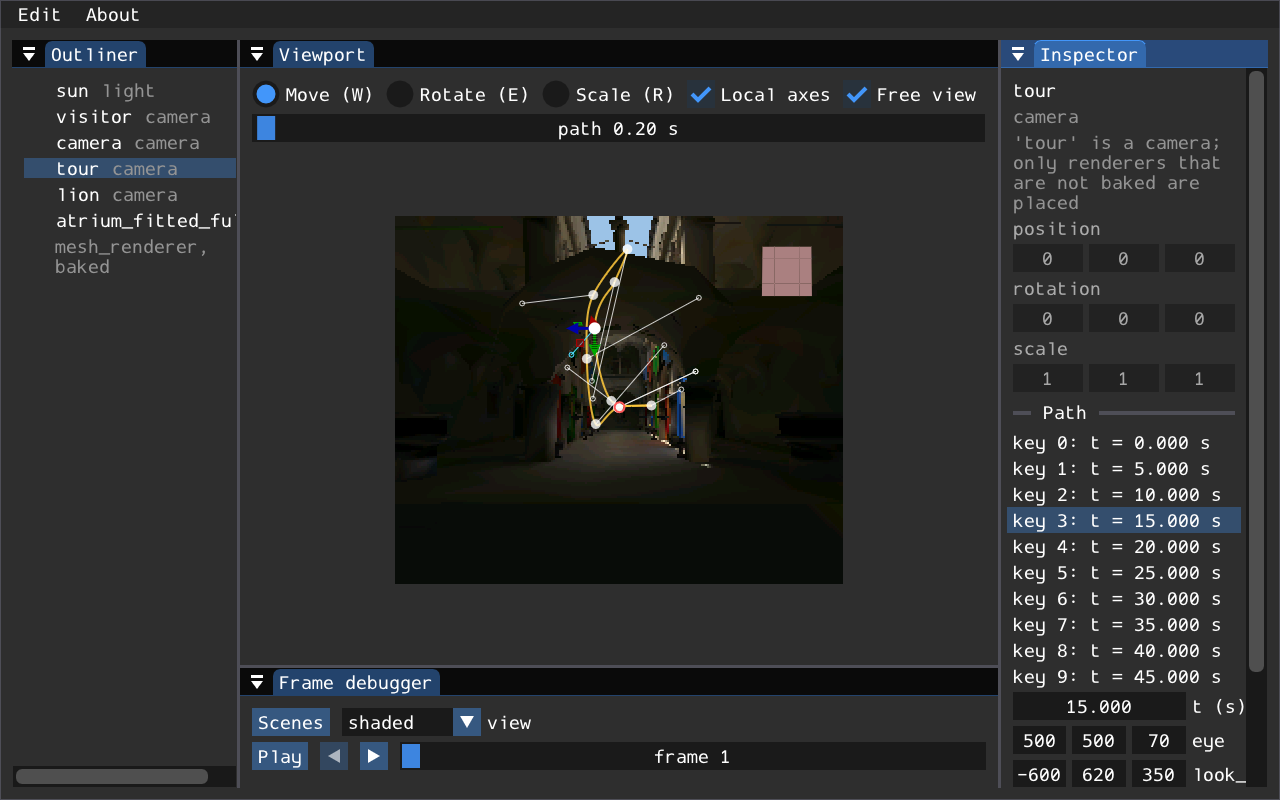 Edit About
Outliner
sun light
visitor camera
camera camera
tour camera
lion camera
atrium_fitted_fu
mesh_renderer,
baked
Viewport
Move (W) Rotate (E) Scale (R) Local axes Free view
path 0.20 s
Frame debugger
Scenes shaded view
Play frame 1
Inspector
tour
camera
'tour' is a camera;
only renderers that
are not baked are
placed
position
0 0 0
rotation
0 0 0
scale
1 1 1
Path
key 0: t = 0.000 s
key 1: t = 5.000 s
key 2: t = 10.000 s
key 3: t = 15.000 s
key 4: t = 20.000 s
key 5: t = 25.000 s
key 6: t = 30.000 s
key 7: t = 35.000 s
key 8: t = 40.000 s
key 9: t = 45.000 s
15.000 t (s)
500 500 70 eye
-600 620 350 look_